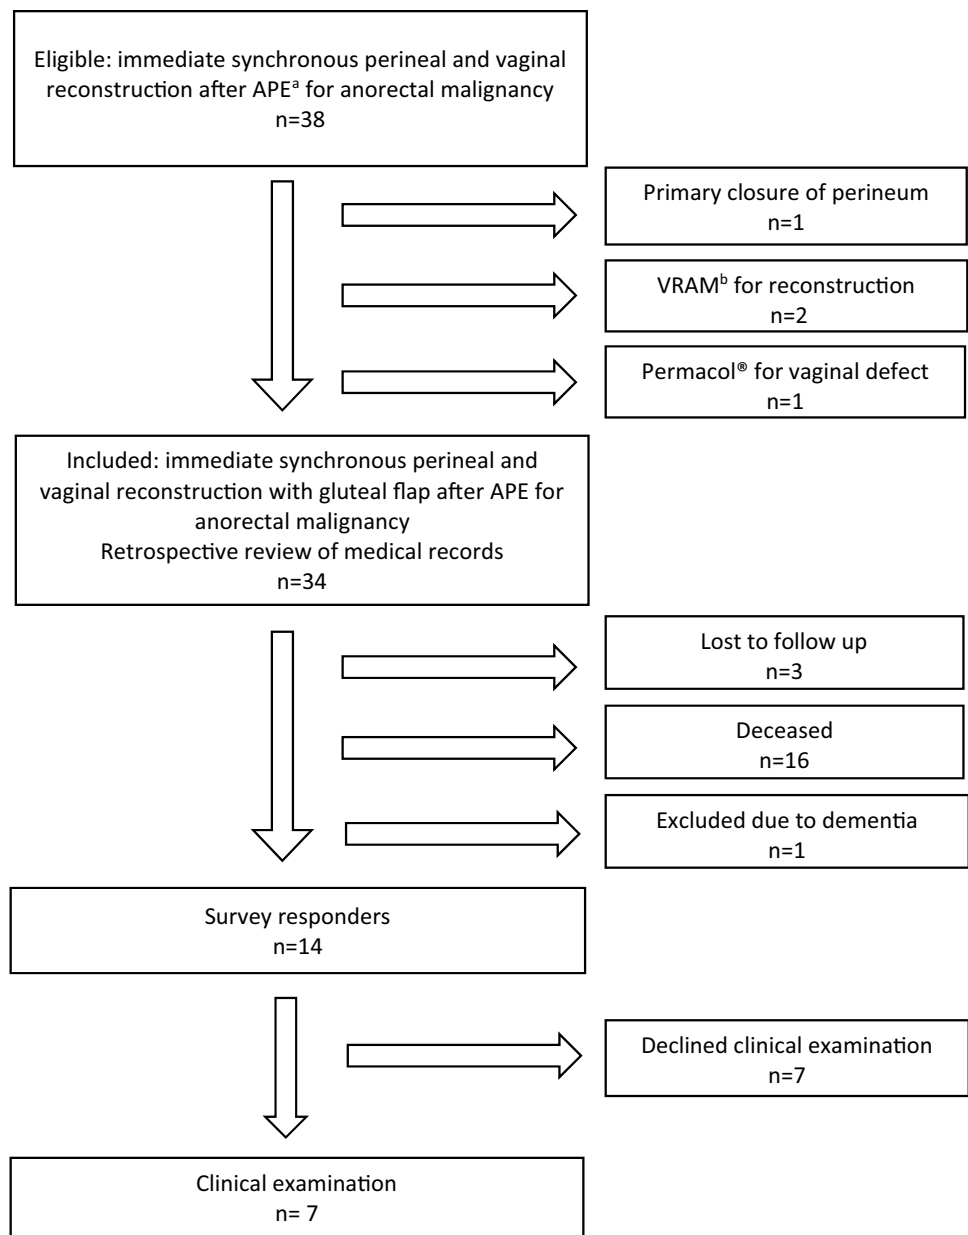 Eligible: immediate synchronous perineal and vaginal
reconstruction after APEᵃ for anorectal malignancy
n=38
Primary closure of perineum
n=1
VRAMᵇ for reconstruction
n=2
Permacol® for vaginal defect
n=1
Included: immediate synchronous perineal and
vaginal reconstruction with gluteal flap after APE for
anorectal malignancy
Retrospective review of medical records
n=34
Lost to follow up
n=3
Deceased
n=16
Excluded due to dementia
n=1
Survey responders
n=14
Declined clinical examination
n=7
Clinical examination
n= 7